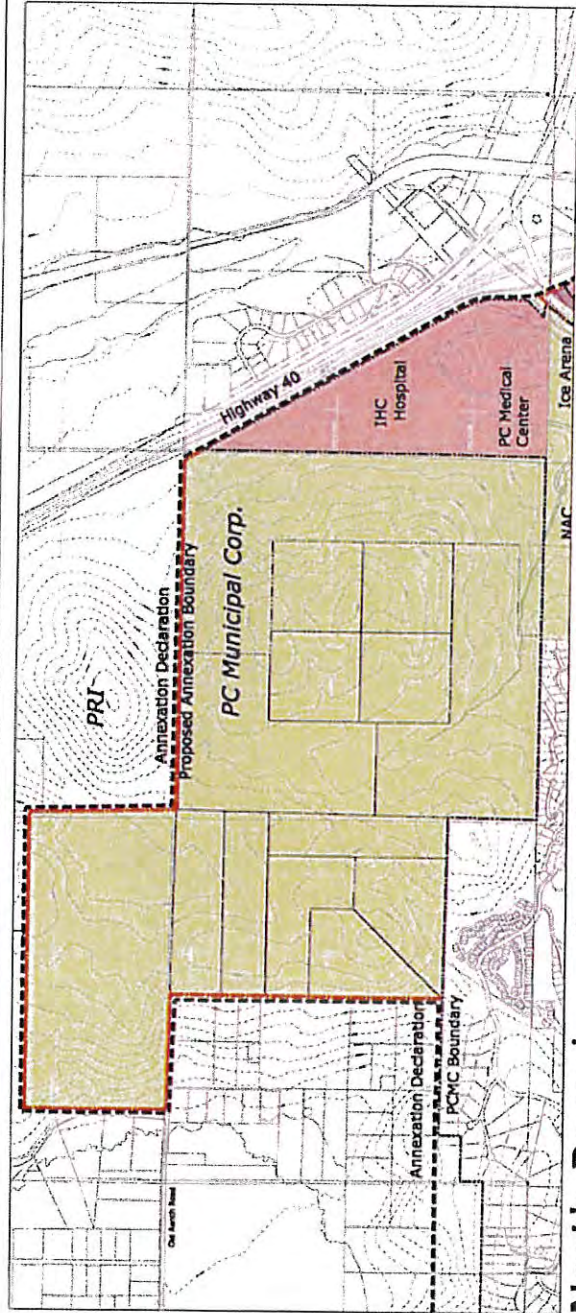 Highway 40
PRI
Annexation Declaration
Proposed Annexation Boundary
PC Municipal Corp.
IHC
Hospital
PC Medical
Center
Ice Arena
NAC
Old Ranch Road
Annexation Declaration
PCMC Boundary